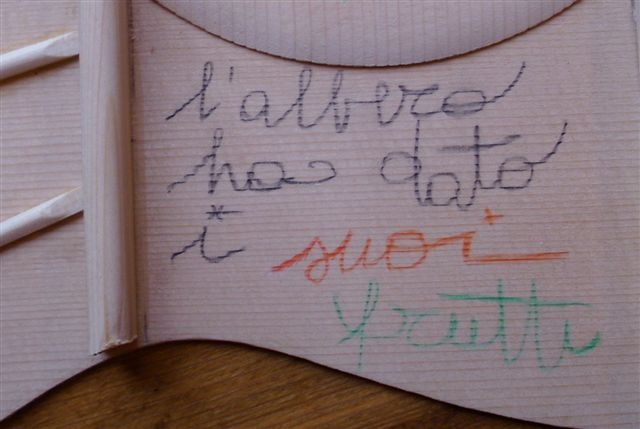 l'albero
ha dato
i suoi
frutti